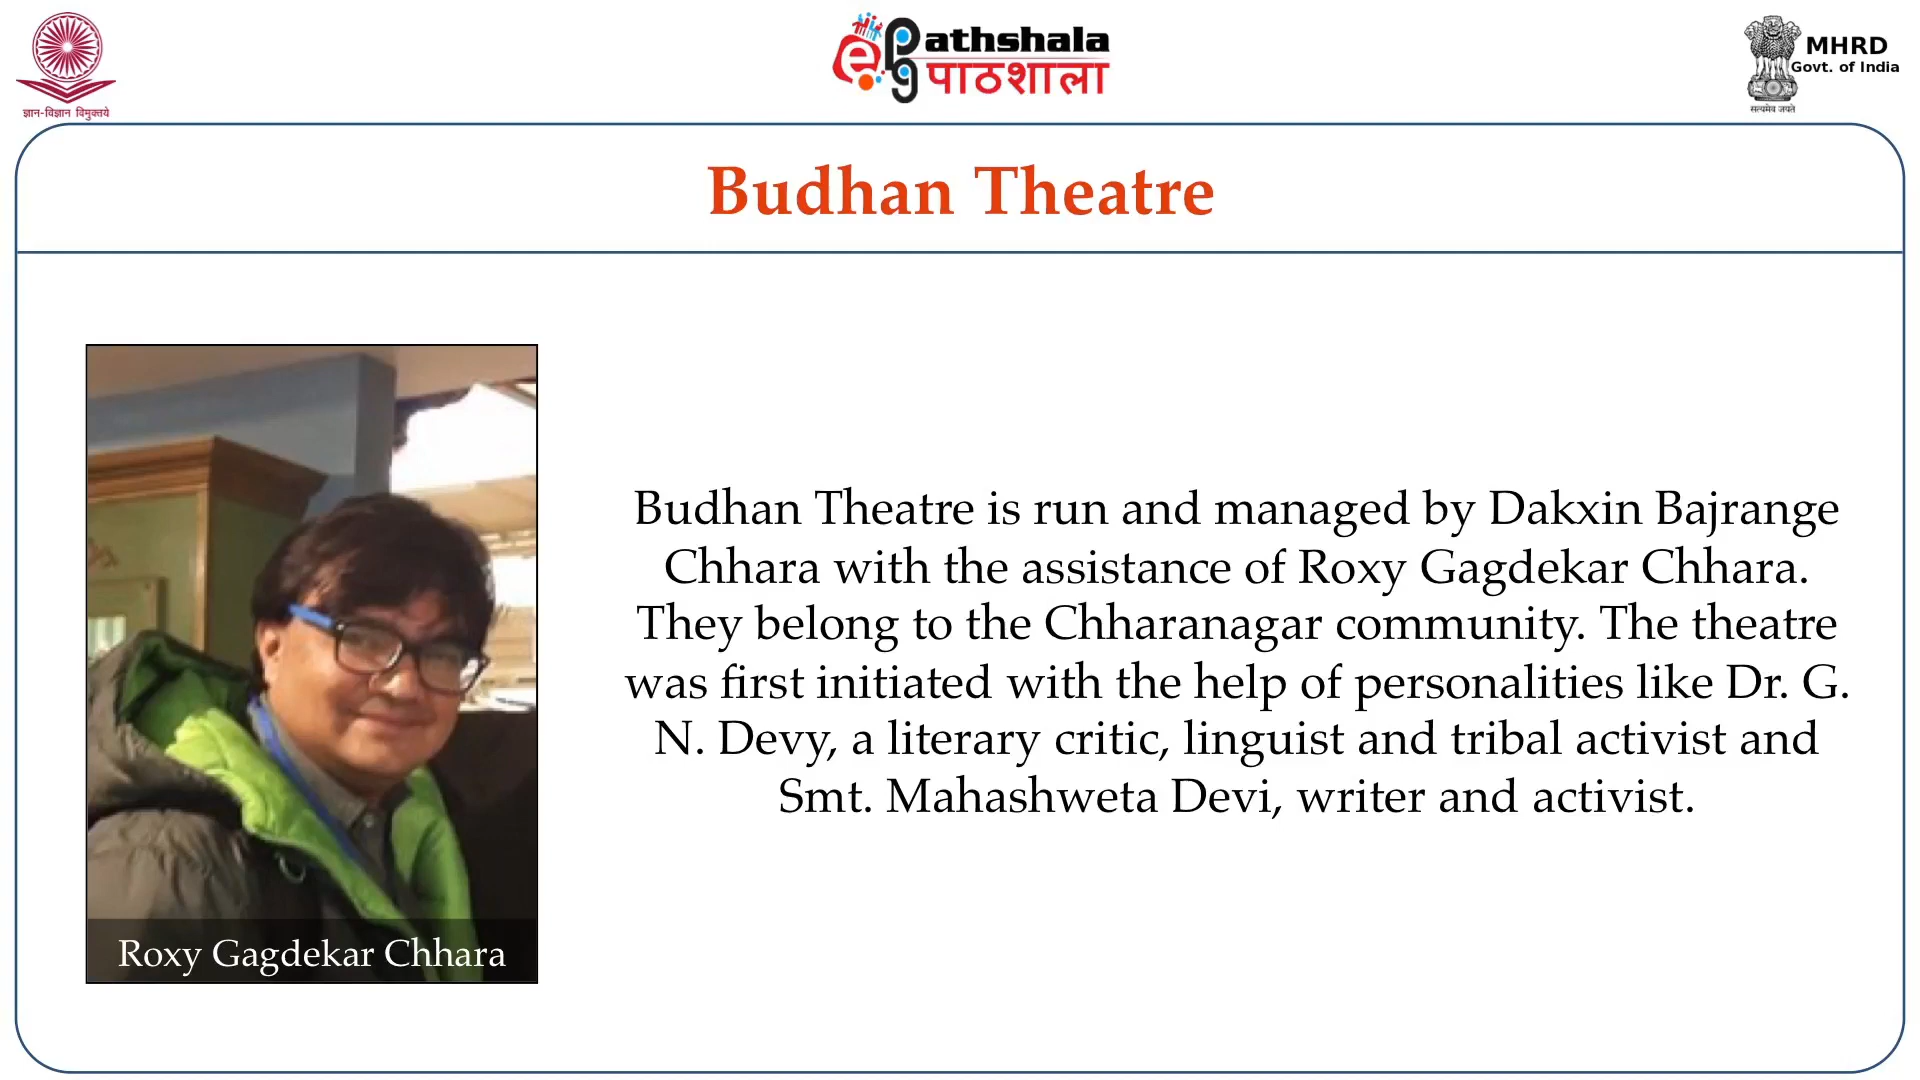 ज्ञान-विज्ञान विमुक्तये
ePathshala
पाठशाला
MHRD
Govt. of India
सत्यमेव जयते
Budhan Theatre
Budhan Theatre is run and managed by Dakxin Bajrange
Chhara with the assistance of Roxy Gagdekar Chhara.
They belong to the Chharanagar community. The theatre
was first initiated with the help of personalities like Dr. G.
N. Devy, a literary critic, linguist and tribal activist and
Smt. Mahashweta Devi, writer and activist.
Roxy Gagdekar Chhara